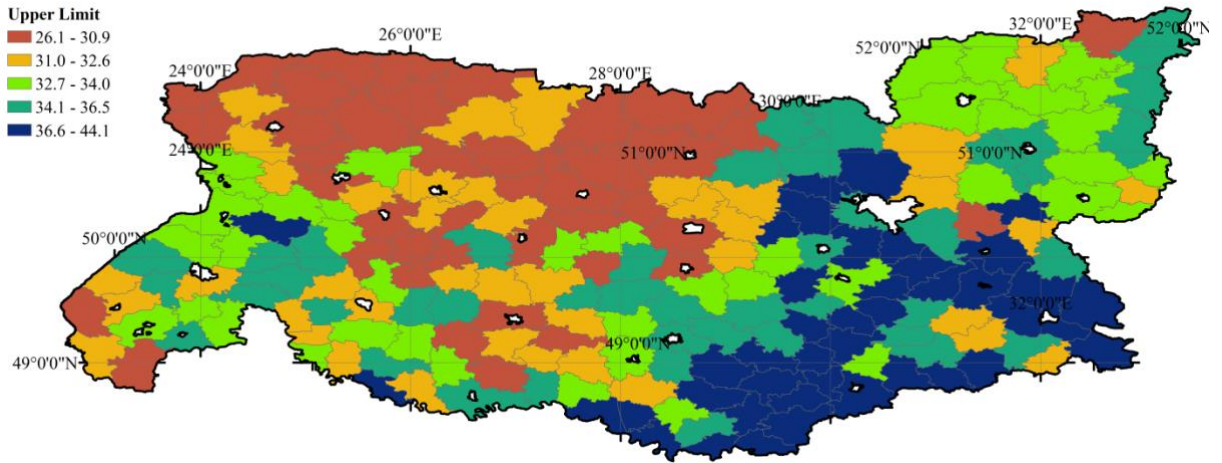 Upper Limit
26.1 - 30.9
31.0 - 32.6
32.7 - 34.0
34.1 - 36.5
36.6 - 44.1
26°0'0"E
32°0'0"E
52°0'0"N
52°0'0"N
24°0'0"E
28°0'0"E
30°0'0"E
24°0'0"E
51°0'0"N
51°0'0"N
50°0'0"N
32°0'0"E
49°0'0"N
49°0'0"N